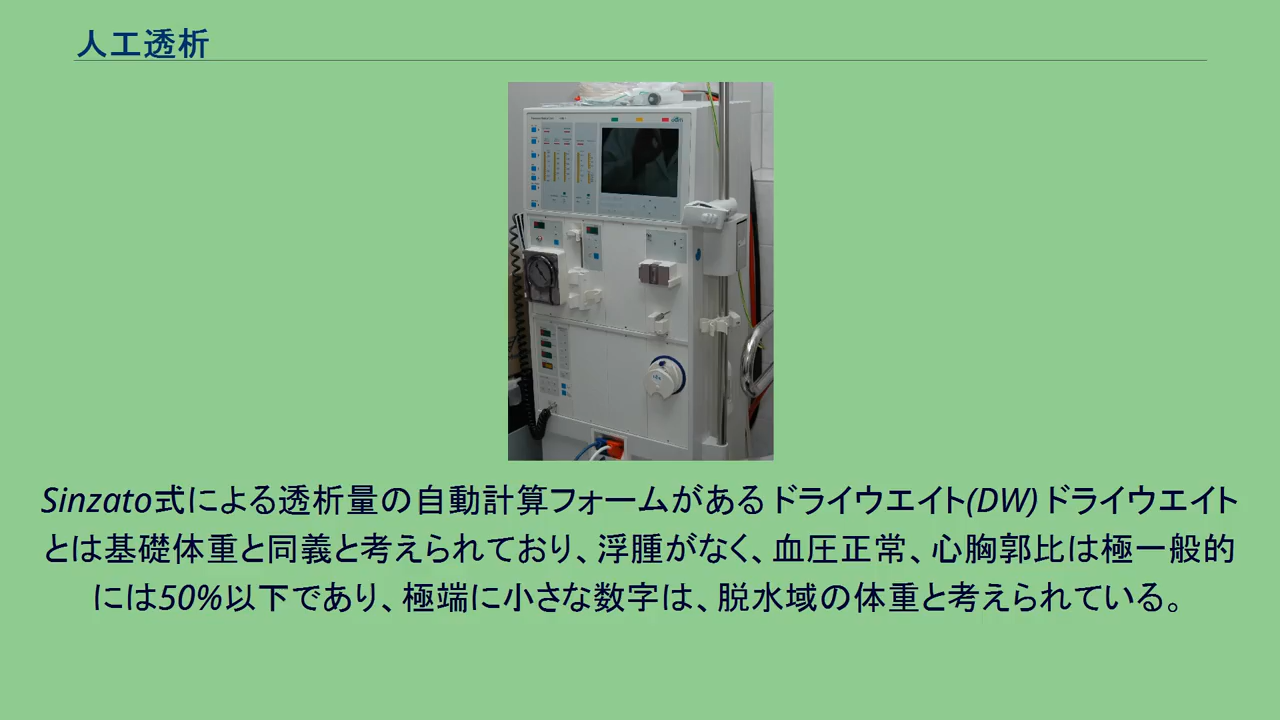 人工透析
Sinzato式による透析量の自動計算フォームがあるドライウエイト(DW)ドライウエイト
とは基礎体重と同義と考えられており、浮腫がなく、血圧正常、心胸郭比は極一般的
には50%以下であり、極端に小さな数字は、脱水域の体重と考えられている。